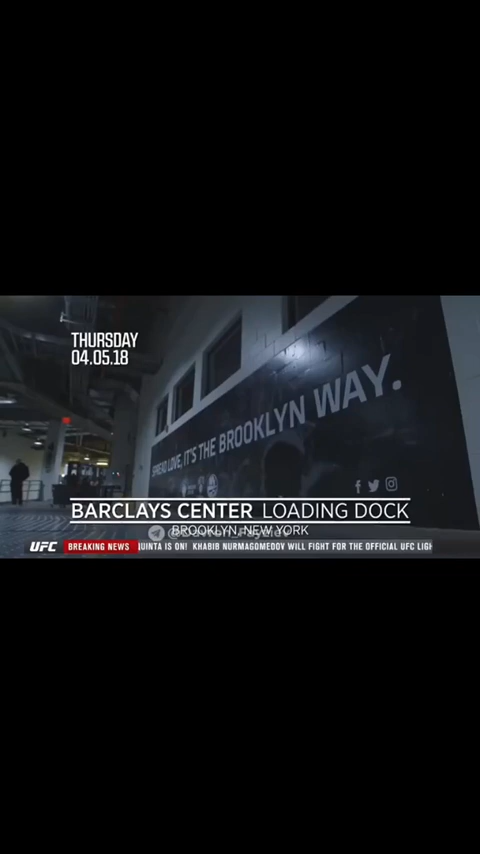 THURSDAY
04.05.18
SPREAD LOVE, IT'S THE BROOKLYN WAY.
BARCLAYS CENTER LOADING DOCK
BROOKLYN, NEW YORK
UFC BREAKING NEWS QUINTA IS ON! KHABIB NURMAGOMEDOV WILL FIGHT FOR THE OFFICIAL UFC LIGH